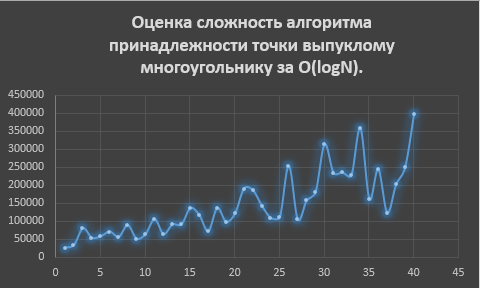 Оценка сложность алгоритма
принадлежности точки выпуклому
многоугольнику за O(logN).
450000
400000
350000
300000
250000
200000
150000
100000
50000
0
0 5 10 15 20 25 30 35 40 45